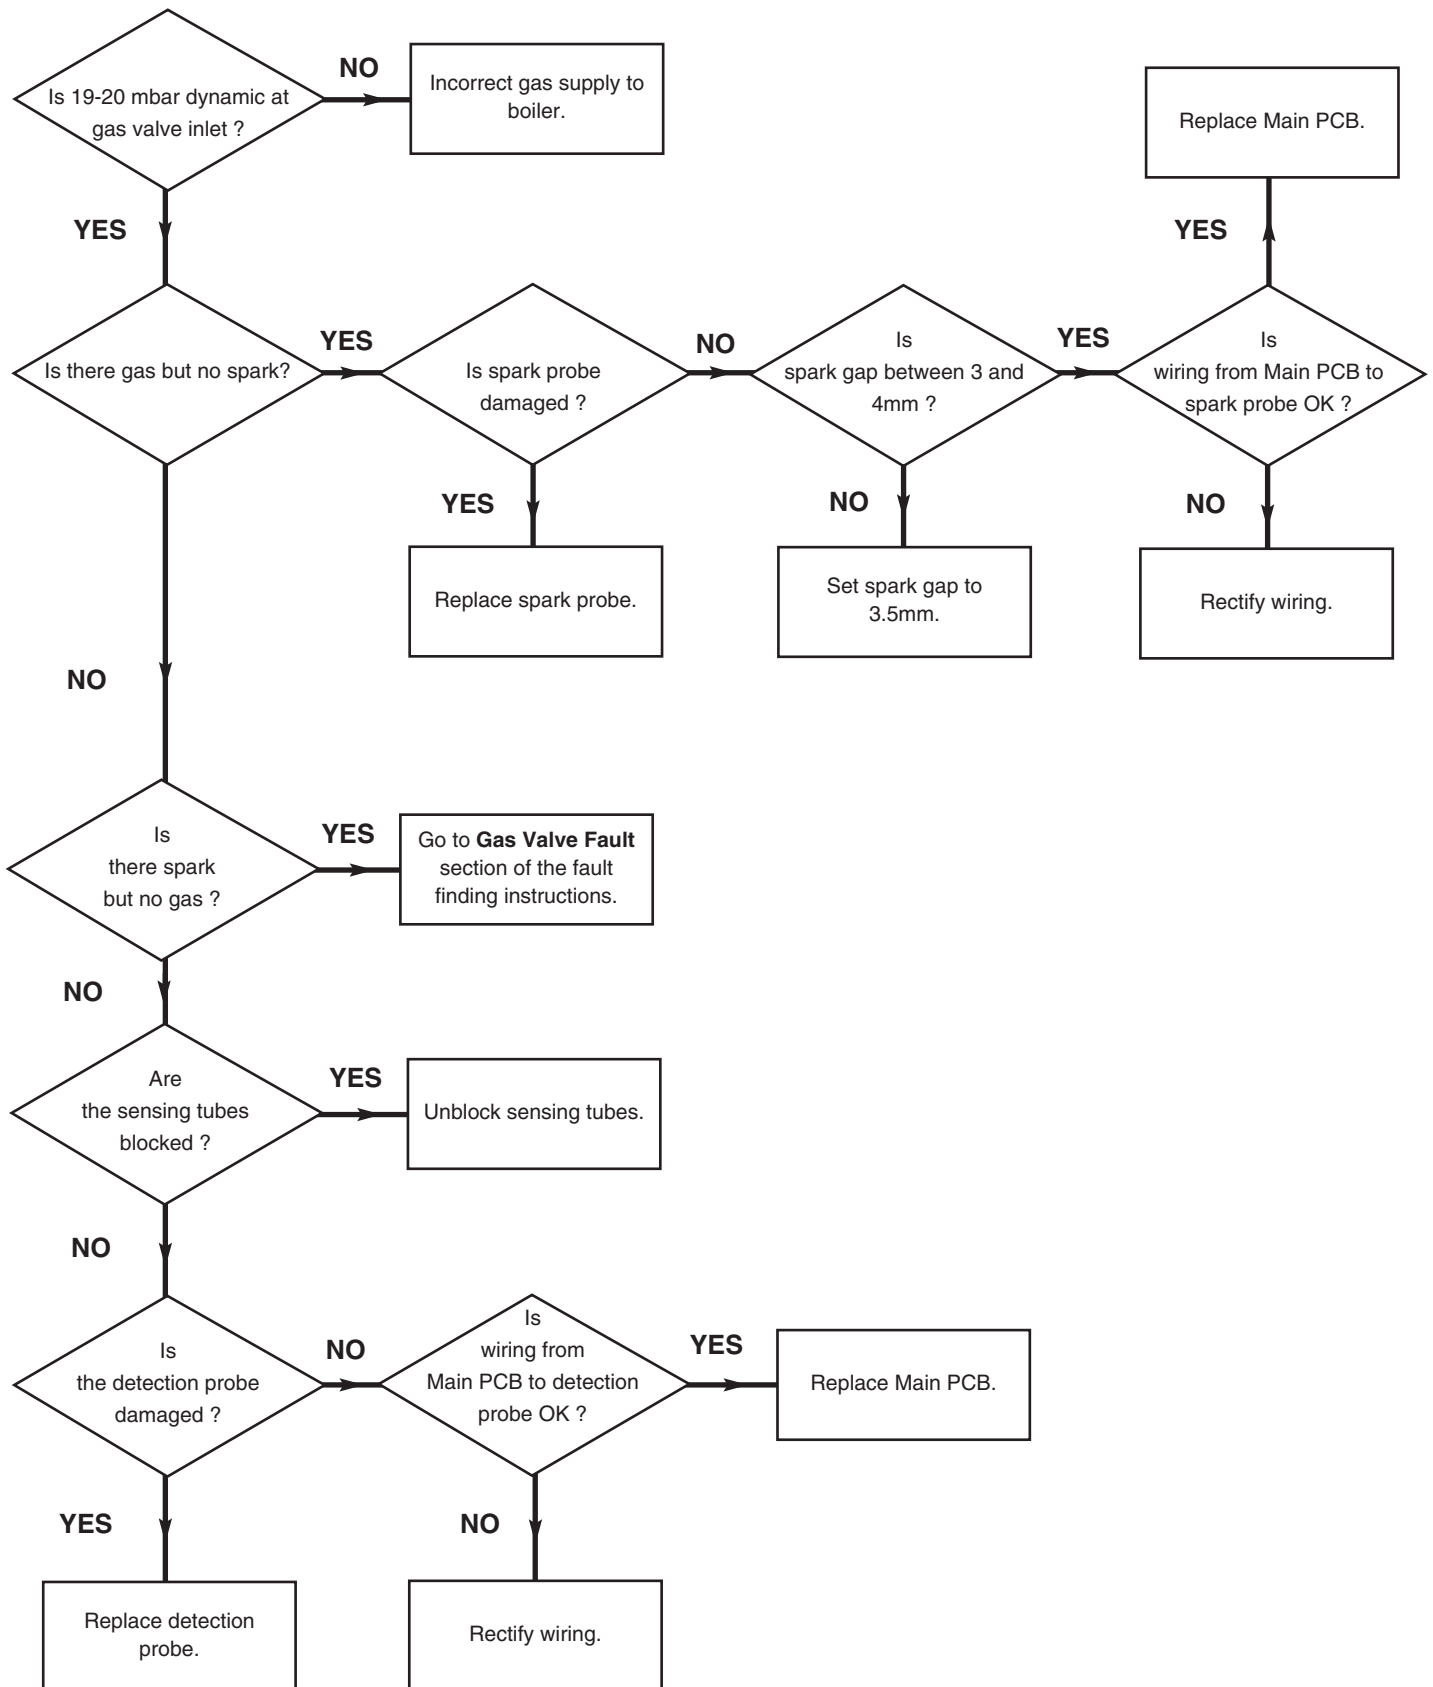 Is 19-20 mbar dynamic at
gas valve inlet ?
NO
Incorrect gas supply to
boiler.
YES
Is there gas but no spark?
YES
Is spark probe
damaged ?
NO
Is
spark gap between 3 and
4mm ?
YES
Is
wiring from Main PCB to
spark probe OK ?
YES
Replace Main PCB.
YES
Replace spark probe.
NO
Set spark gap to
3.5mm.
NO
Rectify wiring.
NO
Is
there spark
but no gas ?
YES
Go to Gas Valve Fault
section of the fault
finding instructions.
NO
Are
the sensing tubes
blocked ?
YES
Unblock sensing tubes.
NO
Is
the detection probe
damaged ?
NO
Is
wiring from
Main PCB to detection
probe OK ?
YES
Replace Main PCB.
YES
Replace detection
probe.
NO
Rectify wiring.